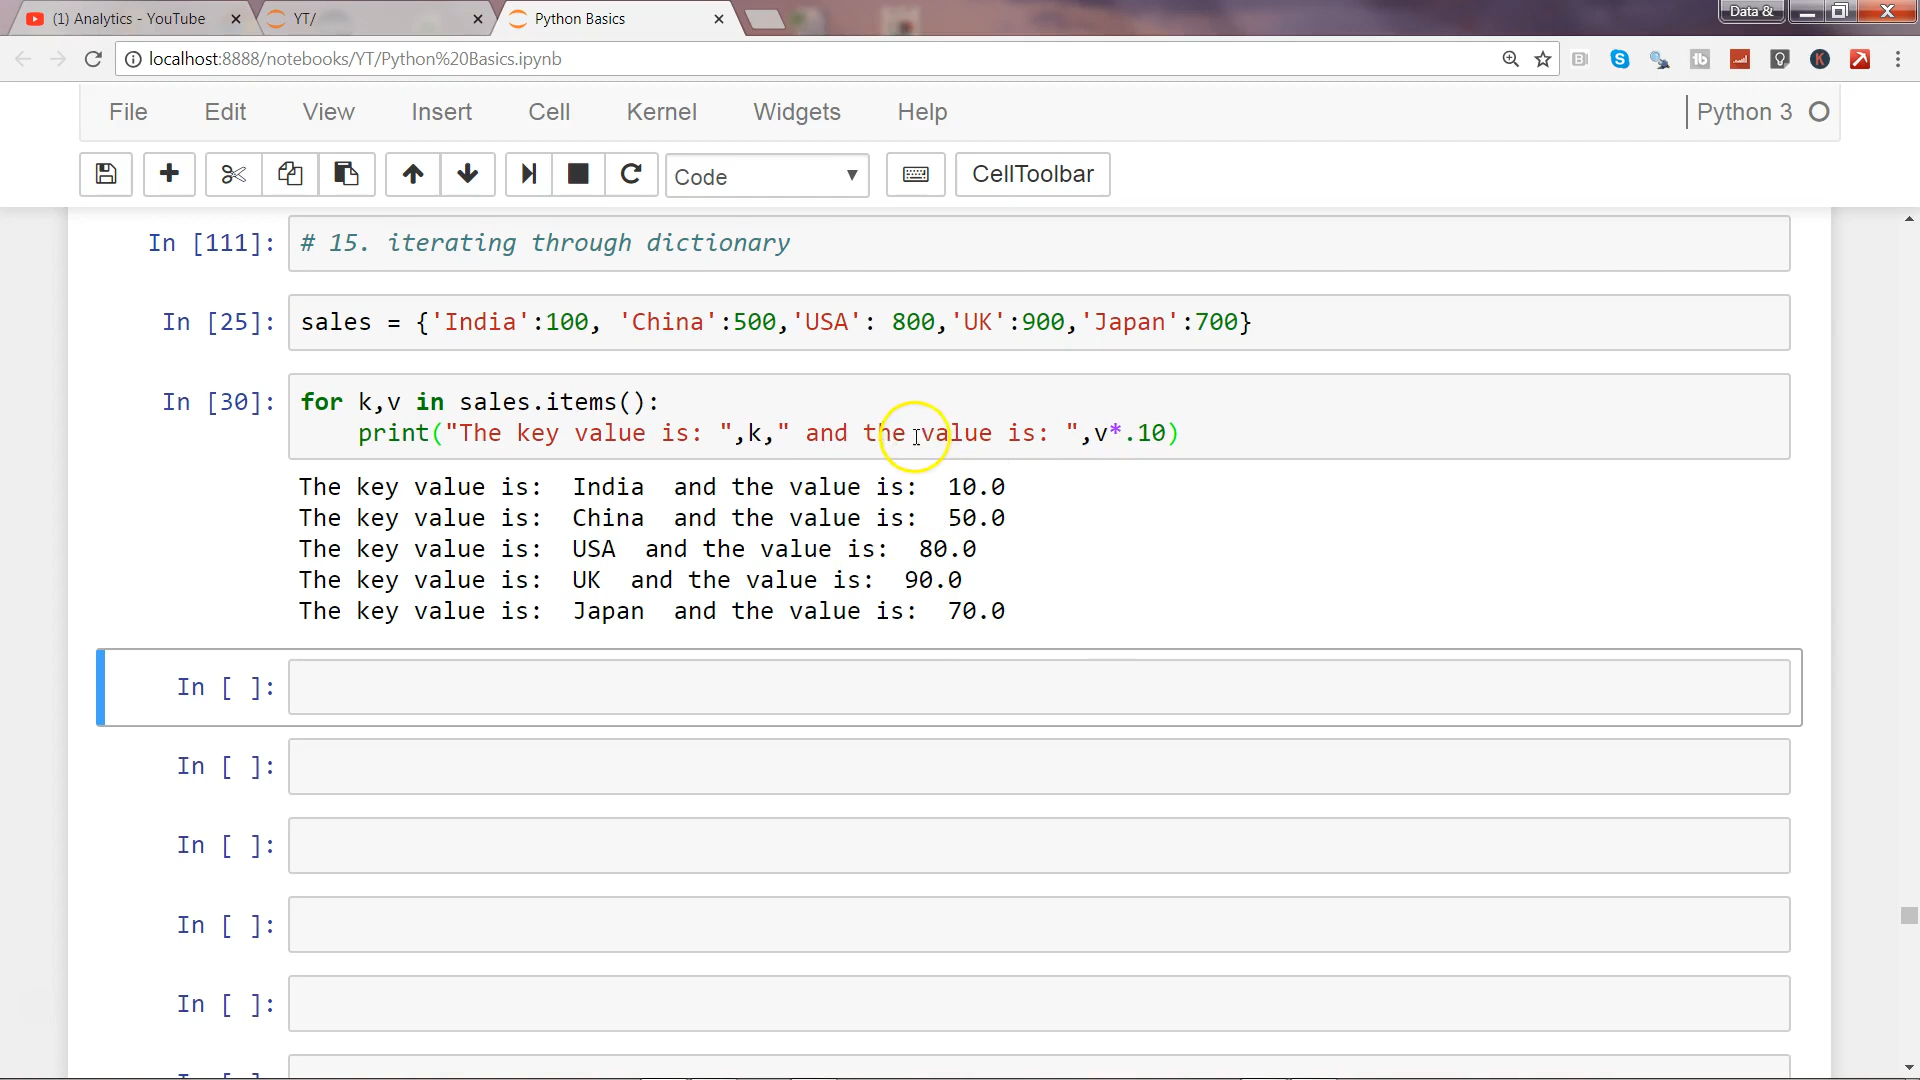 (1) Analytics - YouTube
YT/
Python Basics
Data &
localhost:8888/notebooks/YT/Python%20Basics.ipynb
File Edit View Insert Cell Kernel Widgets Help
Python 3
Code
CellToolbar
In [111]: # 15. iterating through dictionary
In [25]: sales = {'India':100, 'China':500,'USA': 800,'UK':900,'Japan':700}
In [30]: for k,v in sales.items():
print("The key value is: ",k," and the value is: ",v*.10)
The key value is:  India  and the value is:  10.0
The key value is:  China  and the value is:  50.0
The key value is:  USA  and the value is:  80.0
The key value is:  UK  and the value is:  90.0
The key value is:  Japan  and the value is:  70.0
In [ ]:
In [ ]:
In [ ]:
In [ ]:
In [ ]: